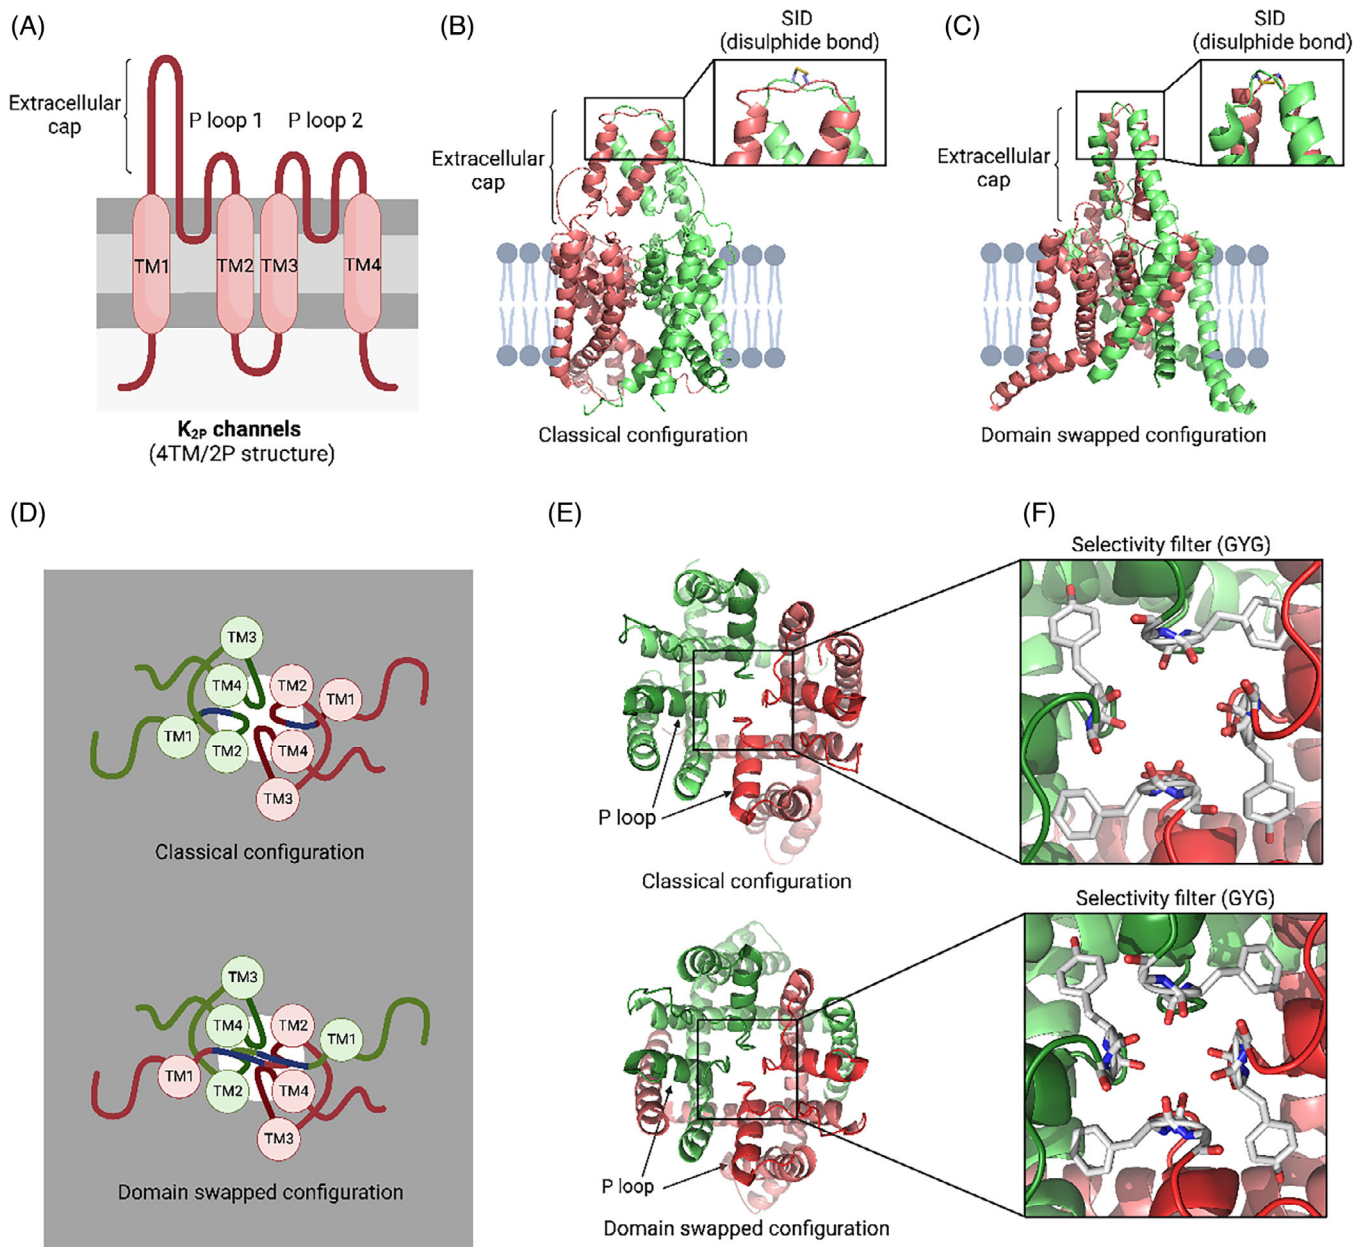 (A)
Extracellular
cap
P loop 1
P loop 2
TM1
TM2
TM3
TM4
K2P channels
(4TM/2P structure)
(B)
SID
(disulphide bond)
Extracellular
cap
Classical configuration
(C)
SID
(disulphide bond)
Extracellular
cap
Domain swapped configuration
(D)
TM3
TM4
TM2
TM1
TM1
TM2
TM4
TM3
Classical configuration
TM3
TM4
TM2
TM1
TM1
TM2
TM4
TM3
Domain swapped configuration
(E)
P loop
Classical configuration
P loop
Domain swapped configuration
(F)
Selectivity filter (GYG)
Selectivity filter (GYG)